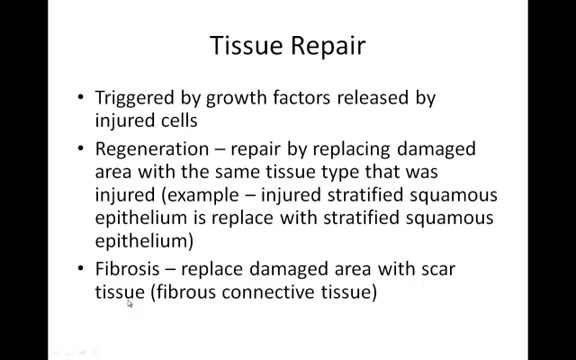 Tissue Repair
• Triggered by growth factors released by
injured cells
• Regeneration – repair by replacing damaged
area with the same tissue type that was
injured (example – injured stratified squamous
epithelium is replace with stratified squamous
epithelium)
• Fibrosis – replace damaged area with scar
tissue (fibrous connective tissue)